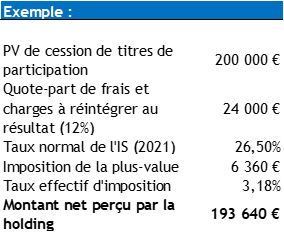 Exemple :
PV de cession de titres de
participation
200 000 €
Quote-part de frais et
charges à réintégrer au
résultat (12%)
24 000 €
Taux normal de l'IS (2021) 26,50%
Imposition de la plus-value 6 360 €
Taux effectif d'imposition 3,18%
Montant net perçu par la
holding
193 640 €